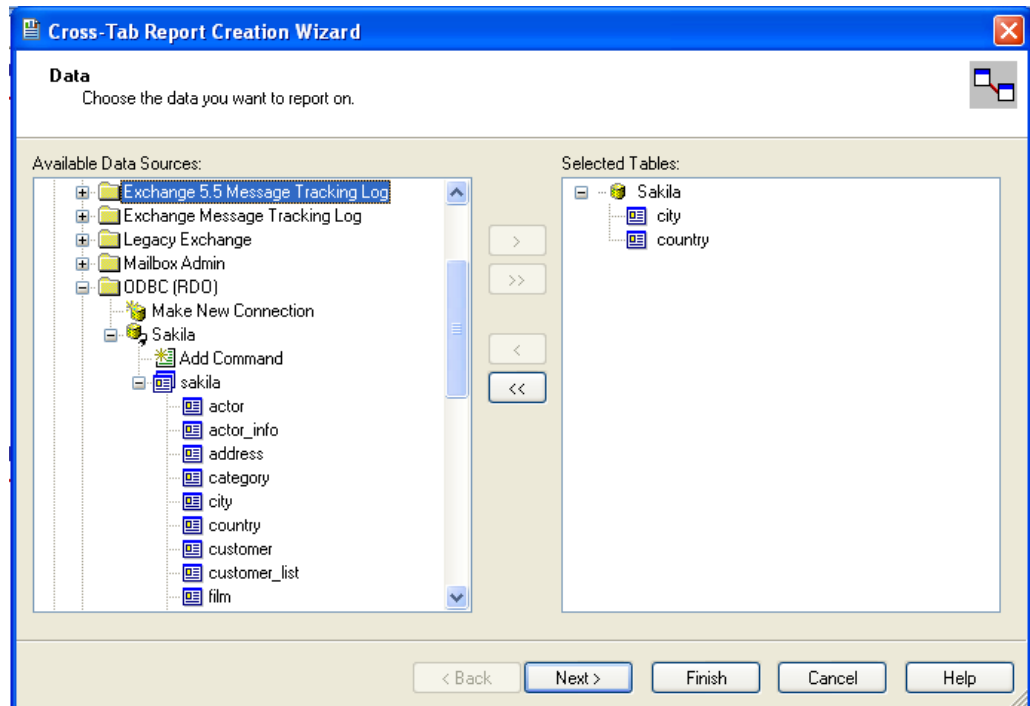 Cross-Tab Report Creation Wizard
Data
Choose the data you want to report on.
Available Data Sources:
Exchange 5.5 Message Tracking Log
Exchange Message Tracking Log
Legacy Exchange
Mailbox Admin
ODBC (RDO)
Make New Connection
Sakila
Add Command
sakila
actor
actor_info
address
category
city
country
customer
customer_list
film
>
>>
<
<<
Selected Tables:
Sakila
city
country
< Back
Next >
Finish
Cancel
Help